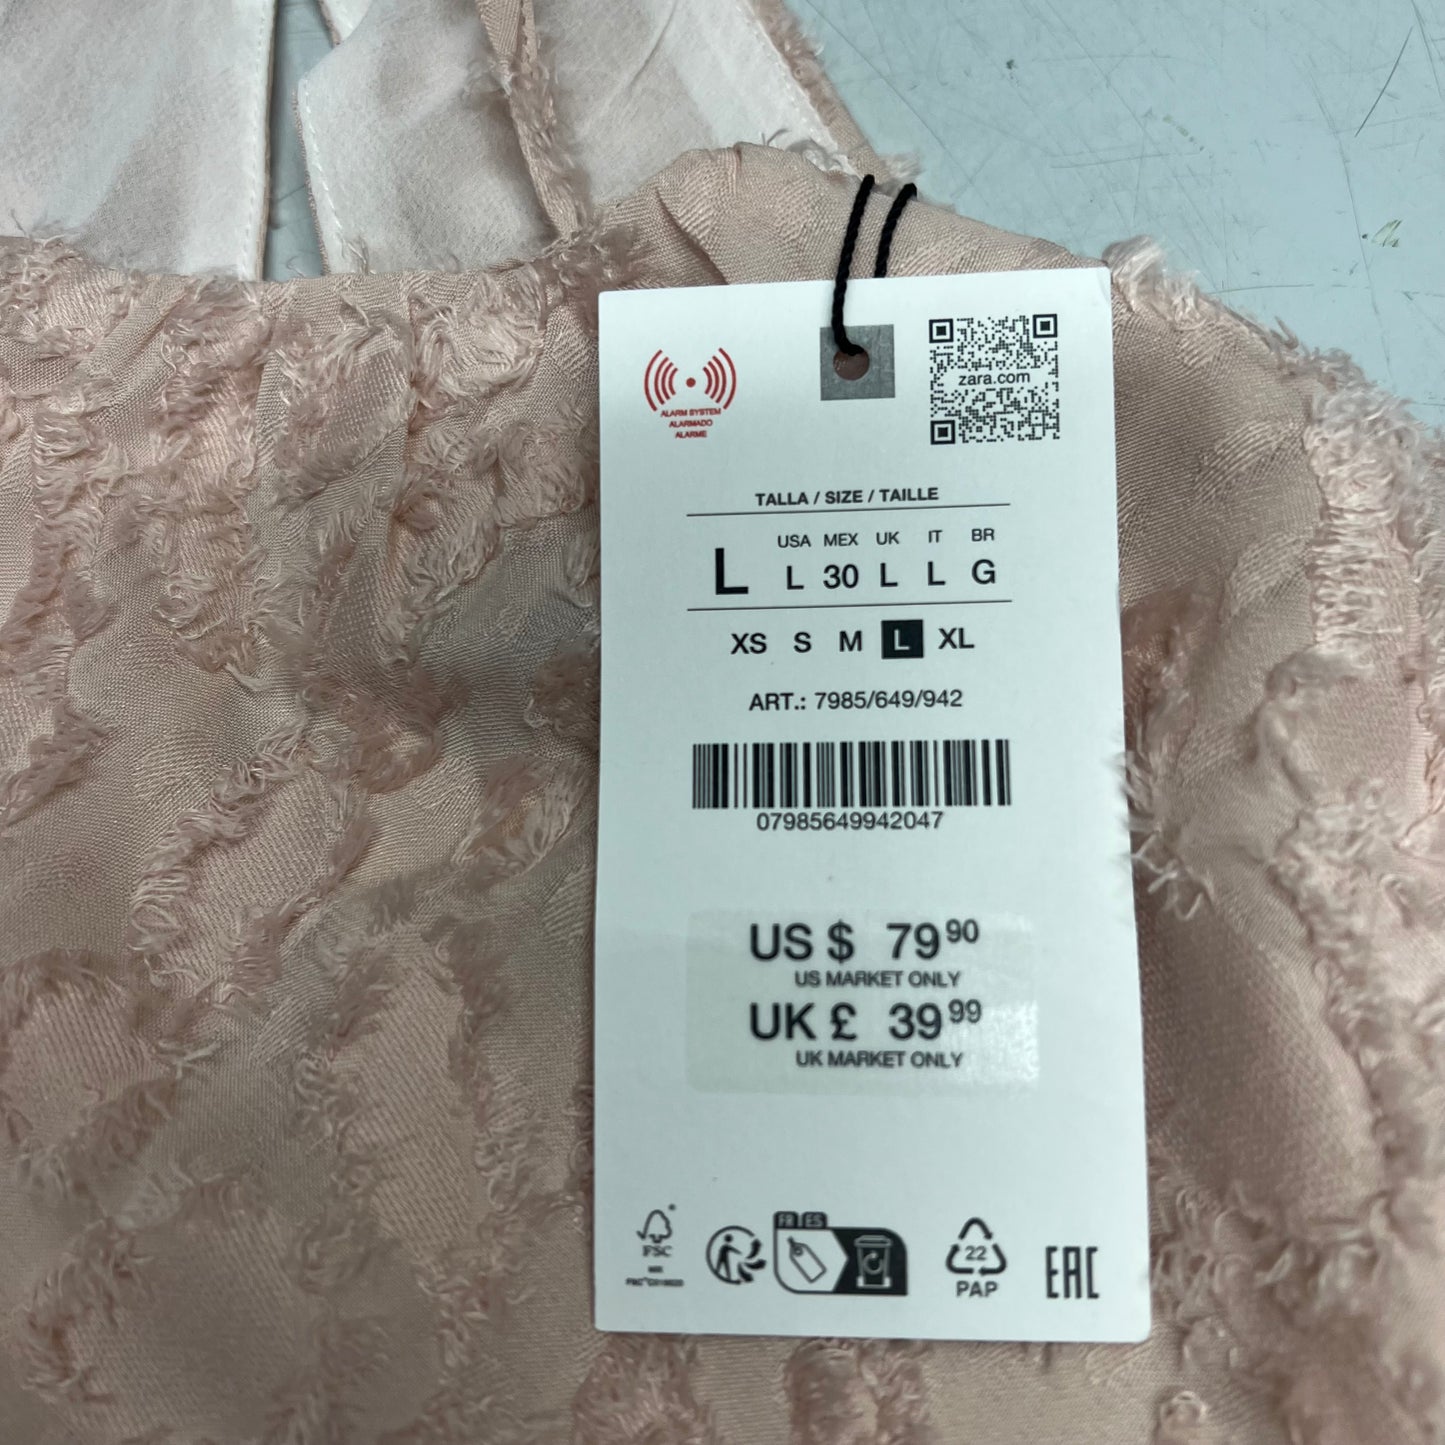 ALARM SYSTEM
ALARMADO
ALARME
zara.com
TALLA / SIZE / TAILLE
USA MEX UK IT BR
L L 30 L L G
XS S M L XL
ART.: 7985/649/942
07985649942047
US $ 79 90
US MARKET ONLY
UK £ 39 99
UK MARKET ONLY
FR ES
FSC
22
PAP
EAC